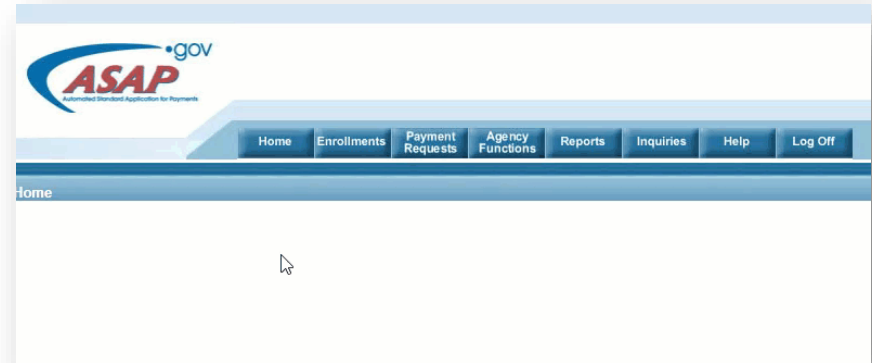 .gov
ASAP
Automated Standard Application for Payments
Home Enrollments Payment Requests Agency Functions Reports Inquiries Help Log Off
Home